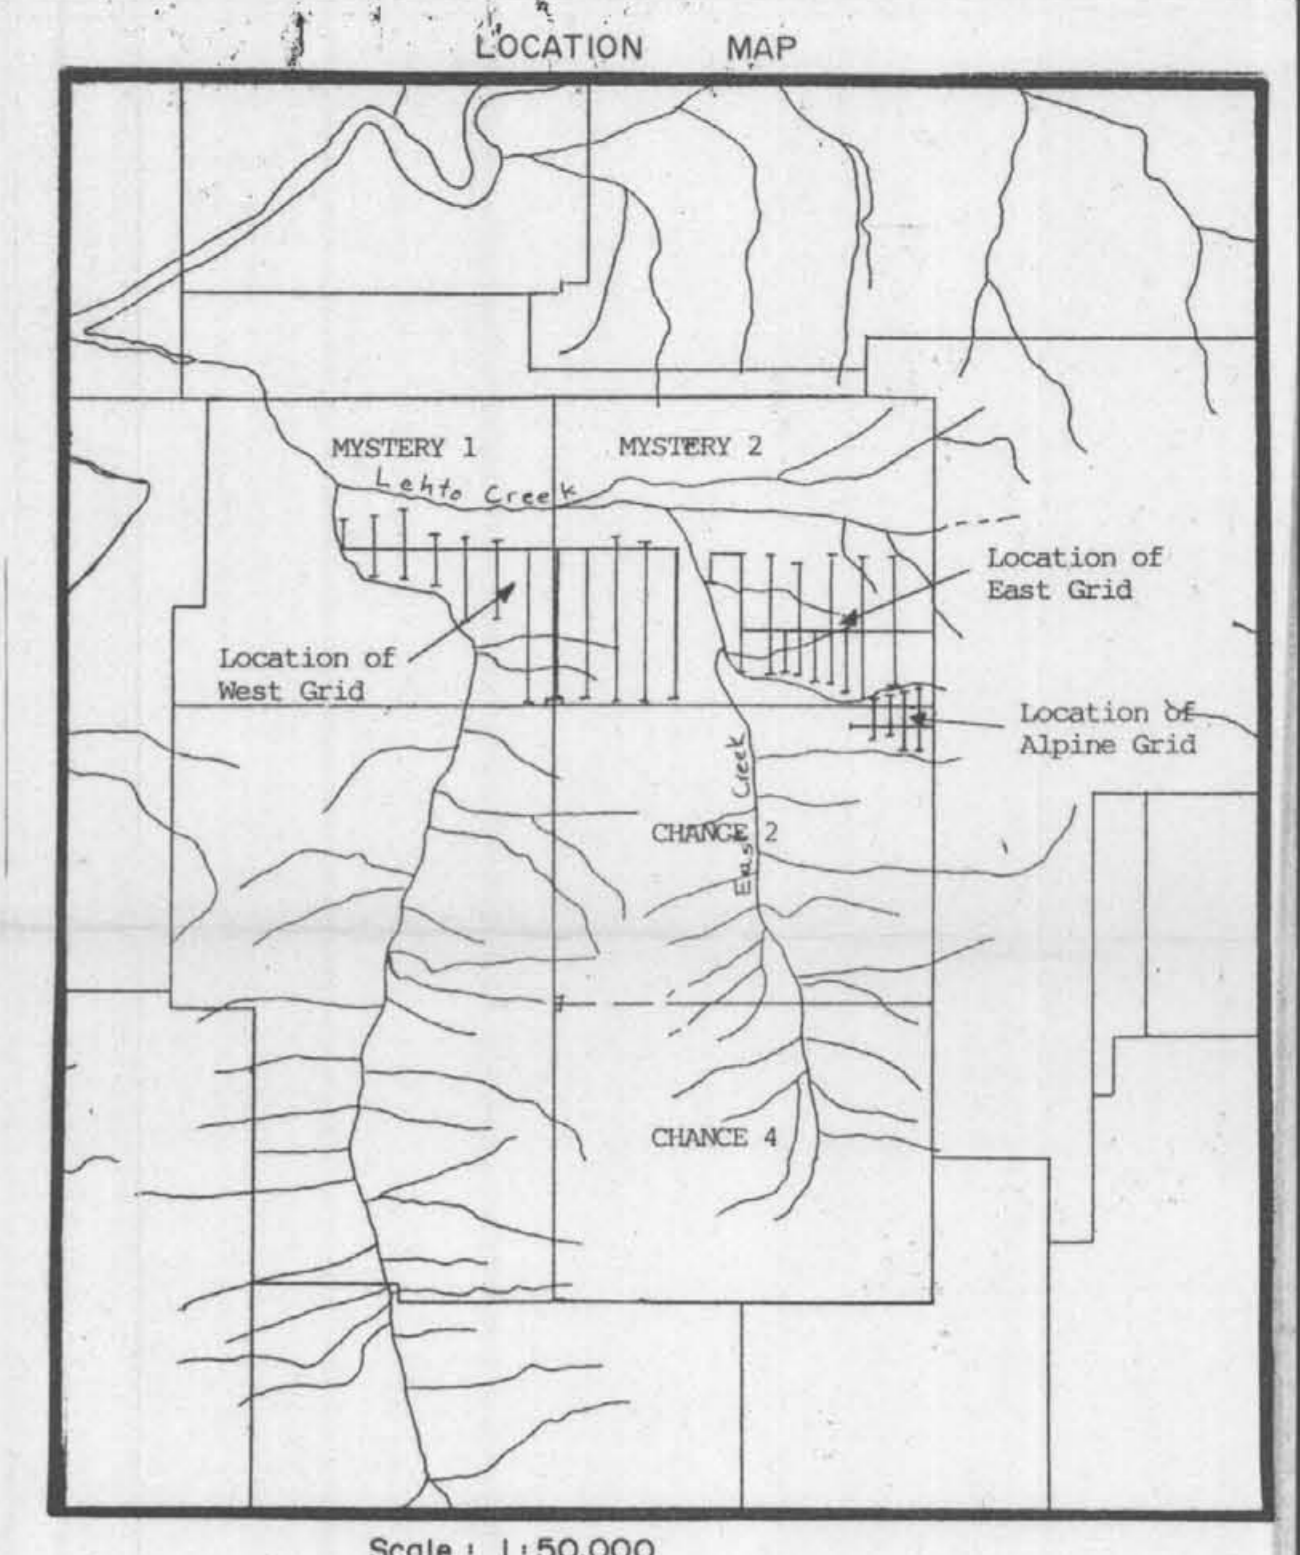 LOCATION MAP
MYSTERY 1
MYSTERY 2
Lehto Creek
Location of
East Grid
Location of
West Grid
Location of
Alpine Grid
East Creek
CHANCE 2
CHANCE 4
Scale : 1:50,000